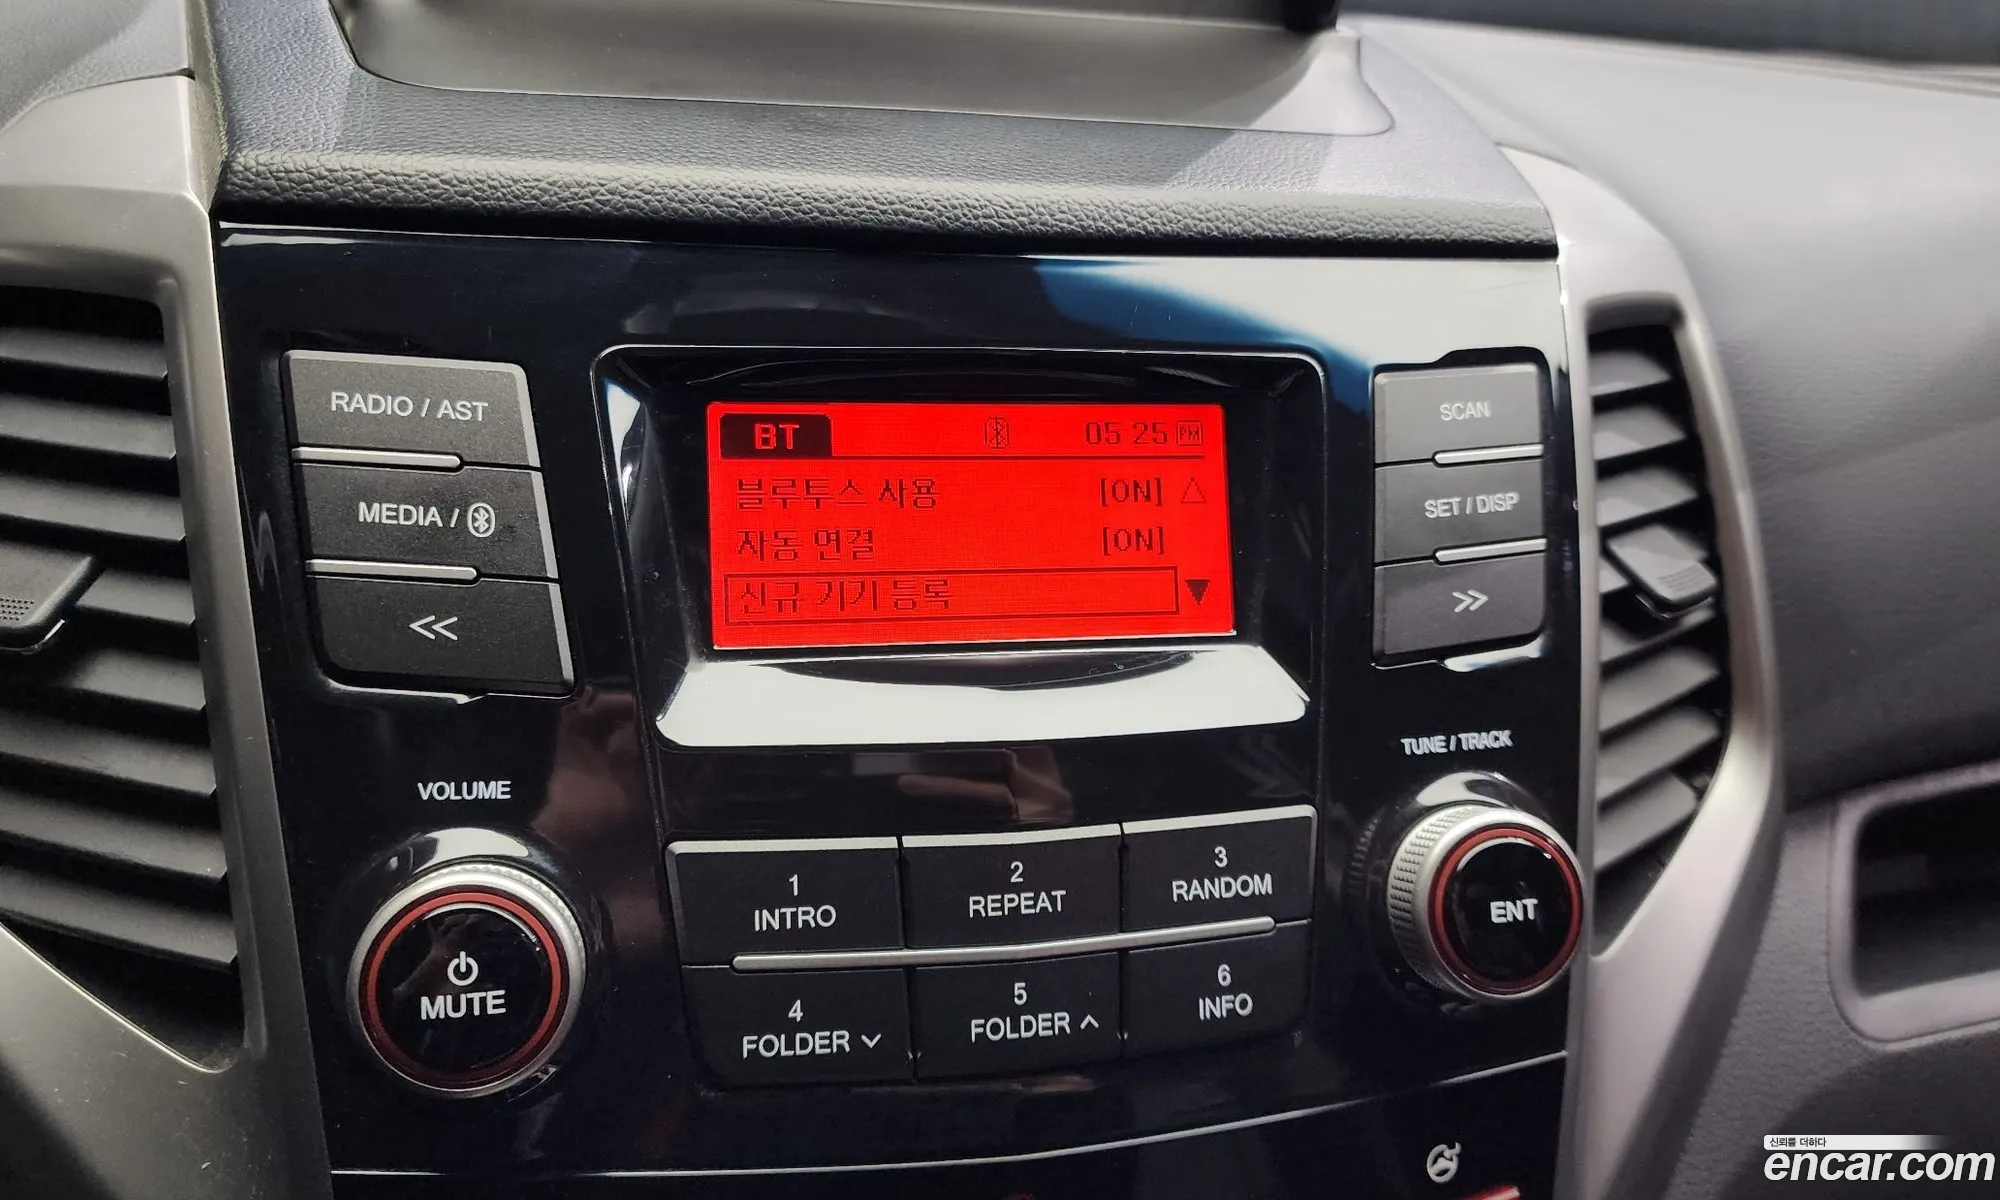 RADIO / AST
MEDIA /
<<
BT 05 25 PM
블루투스 사용 [ON]
자동 연결 [ON]
신규 기기 등록
SCAN
SET / DISP
>>
VOLUME
MUTE
TUNE / TRACK
ENT
1
INTRO
2
REPEAT
3
RANDOM
4
FOLDER
5
FOLDER
6
INFO
신뢰를 더하다
encar.com